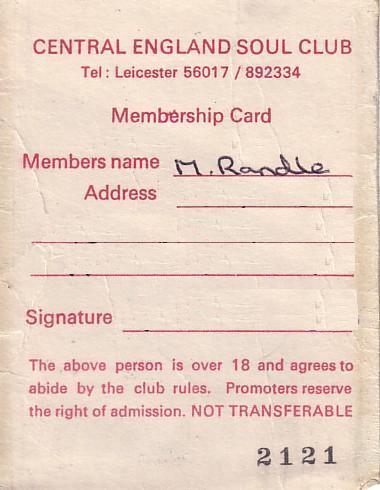 CENTRAL ENGLAND SOUL CLUB
Tel: Leicester 56017 / 892334
Membership Card
Members name M. Randle
Address
Signature
The above person is over 18 and agrees to
abide by the club rules. Promoters reserve
the right of admission. NOT TRANSFERABLE
2121